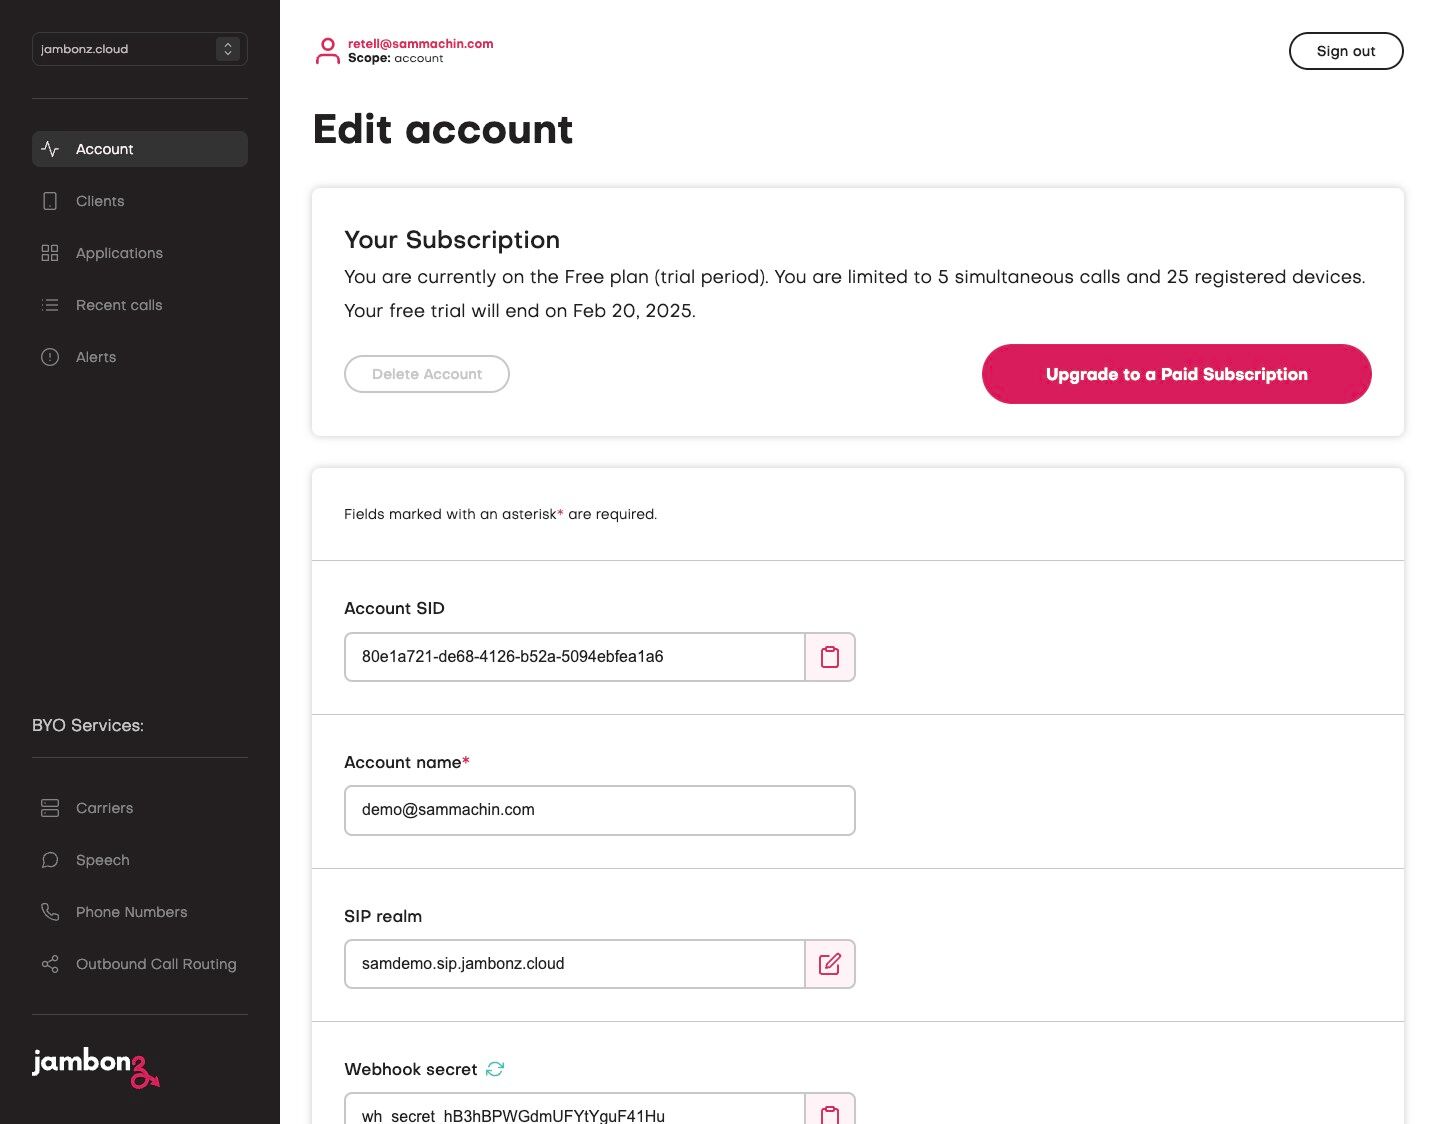 jambonz.cloud
Account
Clients
Applications
Recent calls
Alerts
BYO Services:
Carriers
Speech
Phone Numbers
Outbound Call Routing
jambonz
retell@sammachin.com
Scope: account
Sign out
Edit account
Your Subscription
You are currently on the Free plan (trial period). You are limited to 5 simultaneous calls and 25 registered devices.
Your free trial will end on Feb 20, 2025.
Delete Account
Upgrade to a Paid Subscription
Fields marked with an asterisk* are required.
Account SID
80e1a721-de68-4126-b52a-5094ebfea1a6
Account name*
demo@sammachin.com
SIP realm
samdemo.sip.jambonz.cloud
Webhook secret
wh_secret_hB3hBPWGdmUFYtYguF41Hu